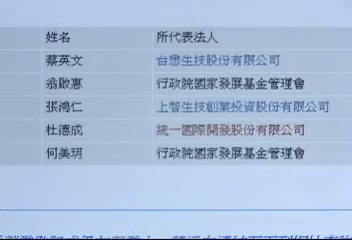 姓名 所代表法人
蔡英文 台懋生技股份有限公司
翁啟惠 行政院國家發展基金管理會
張鴻仁 上智生技創業投資股份有限公司
杜德成 統一國際開發股份有限公司
何美玥 行政院國家發展基金管理會